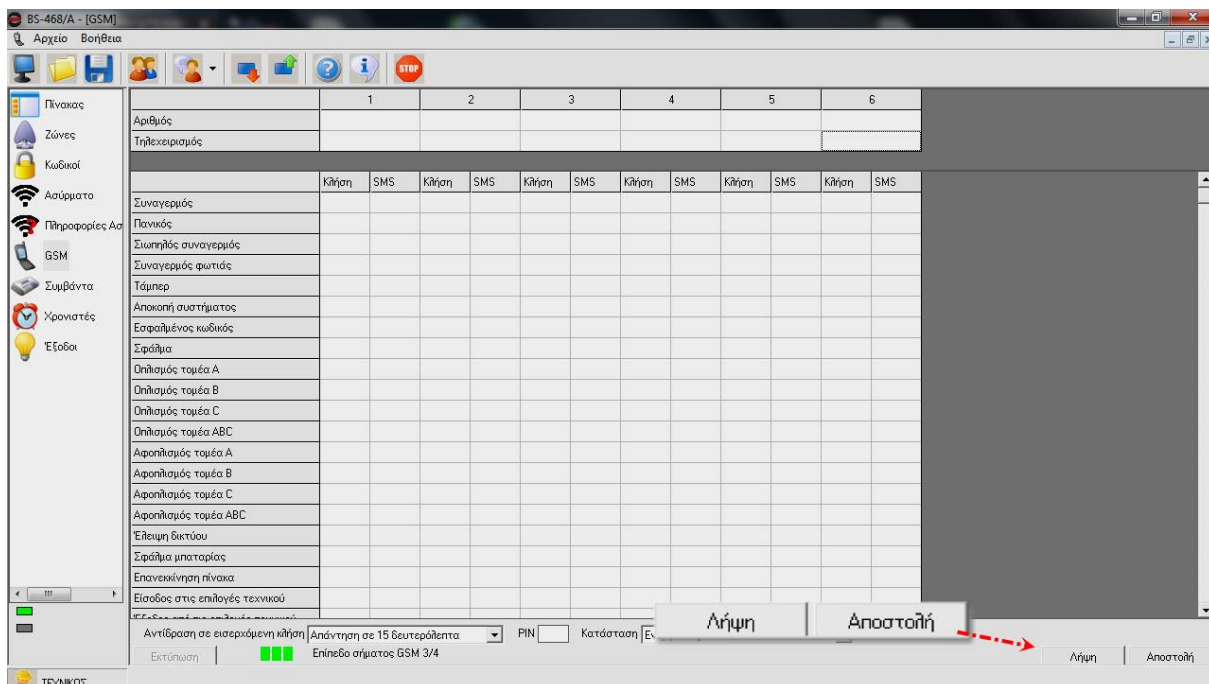 BS-468/A - [GSM]
Αρχείο Βοήθεια
STOP
Πίνακας
Ζώνες
Κωδικοί
Ασύρματο
Πληροφορίες Ασ
GSM
Συμβάντα
Χρονιστές
Έξοδοι
1 2 3 4 5 6
Αριθμός
Τηλεχειρισμός
Κλήση SMS Κλήση SMS Κλήση SMS Κλήση SMS Κλήση SMS Κλήση SMS
Συναγερμός
Πανικός
Σιωπηλός συναγερμός
Συναγερμός φωτιάς
Τάμπερ
Αποκοπή συστήματος
Εσφαλμένος κωδικός
Σφάλμα
Οπλισμός τομέα A
Οπλισμός τομέα B
Οπλισμός τομέα C
Οπλισμός τομέα ABC
Αφοπλισμός τομέα A
Αφοπλισμός τομέα B
Αφοπλισμός τομέα C
Αφοπλισμός τομέα ABC
Έλειψη δικτύου
Σφάλμα μπαταρίας
Επανεκκίνηση πίνακα
Είσοδος στις επιλογές τεχνικού
Λήψη Αποστολή
Αντίδραση σε εισερχόμενη κλήση Απάντηση σε 15 δευτερόλεπτα PIN Κατάσταση
Εκτύπωση Επίπεδο σήματος GSM 3/4 Λήψη Αποστολή
ΤΕΧΝΙΚΟΣ